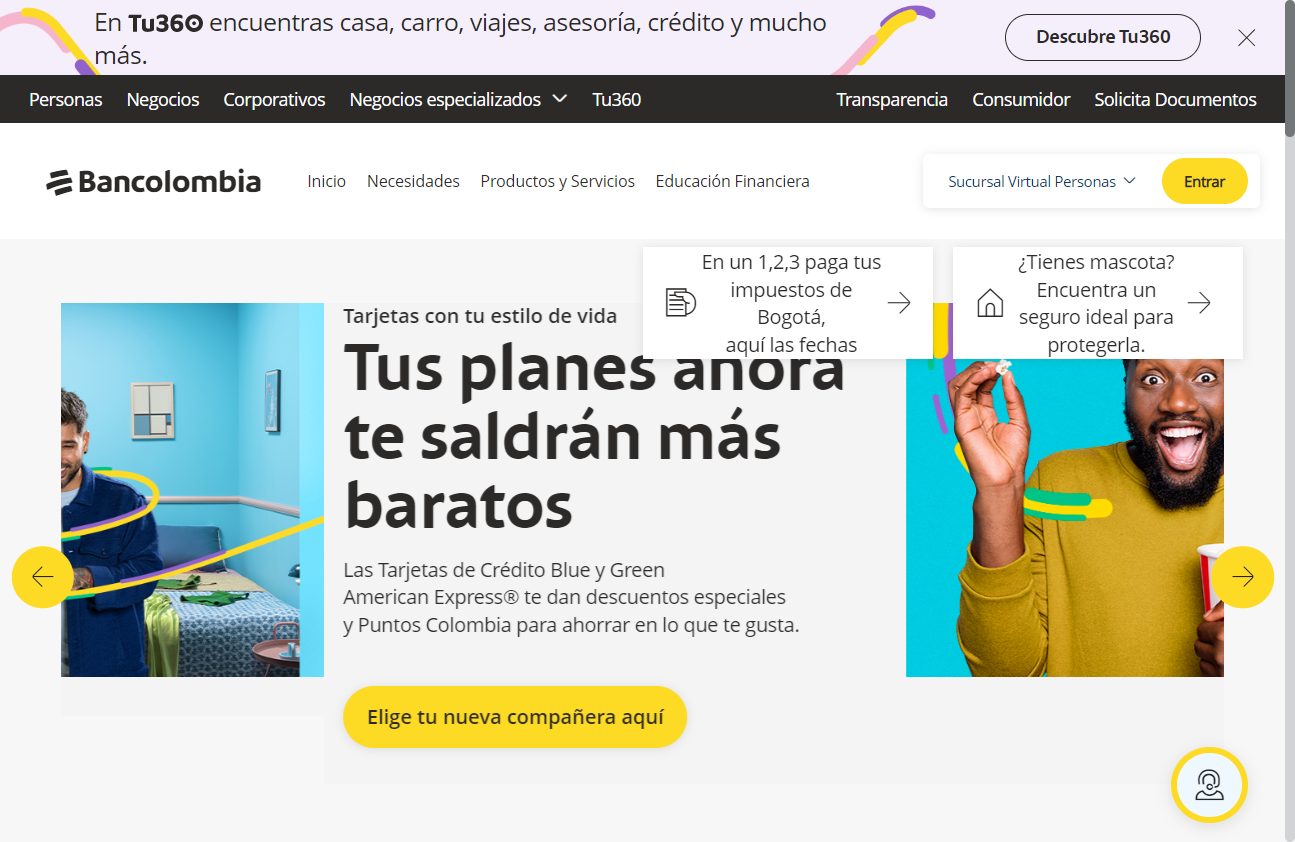 En Tu360 encuentras casa, carro, viajes, asesoría, crédito y mucho
más.
Descubre Tu360
Personas Negocios Corporativos Negocios especializados Tu360 Transparencia Consumidor Solicita Documentos
Bancolombia Inicio Necesidades Productos y Servicios Educación Financiera Sucursal Virtual Personas Entrar
En un 1,2,3 paga tus
impuestos de
Bogotá,
aquí las fechas
¿Tienes mascota?
Encuentra un
seguro ideal para
protegerla.
Tarjetas con tu estilo de vida
Tus planes ahora
te saldrán más
baratos
Las Tarjetas de Crédito Blue y Green
American Express® te dan descuentos especiales
y Puntos Colombia para ahorrar en lo que te gusta.
Elige tu nueva compañera aquí